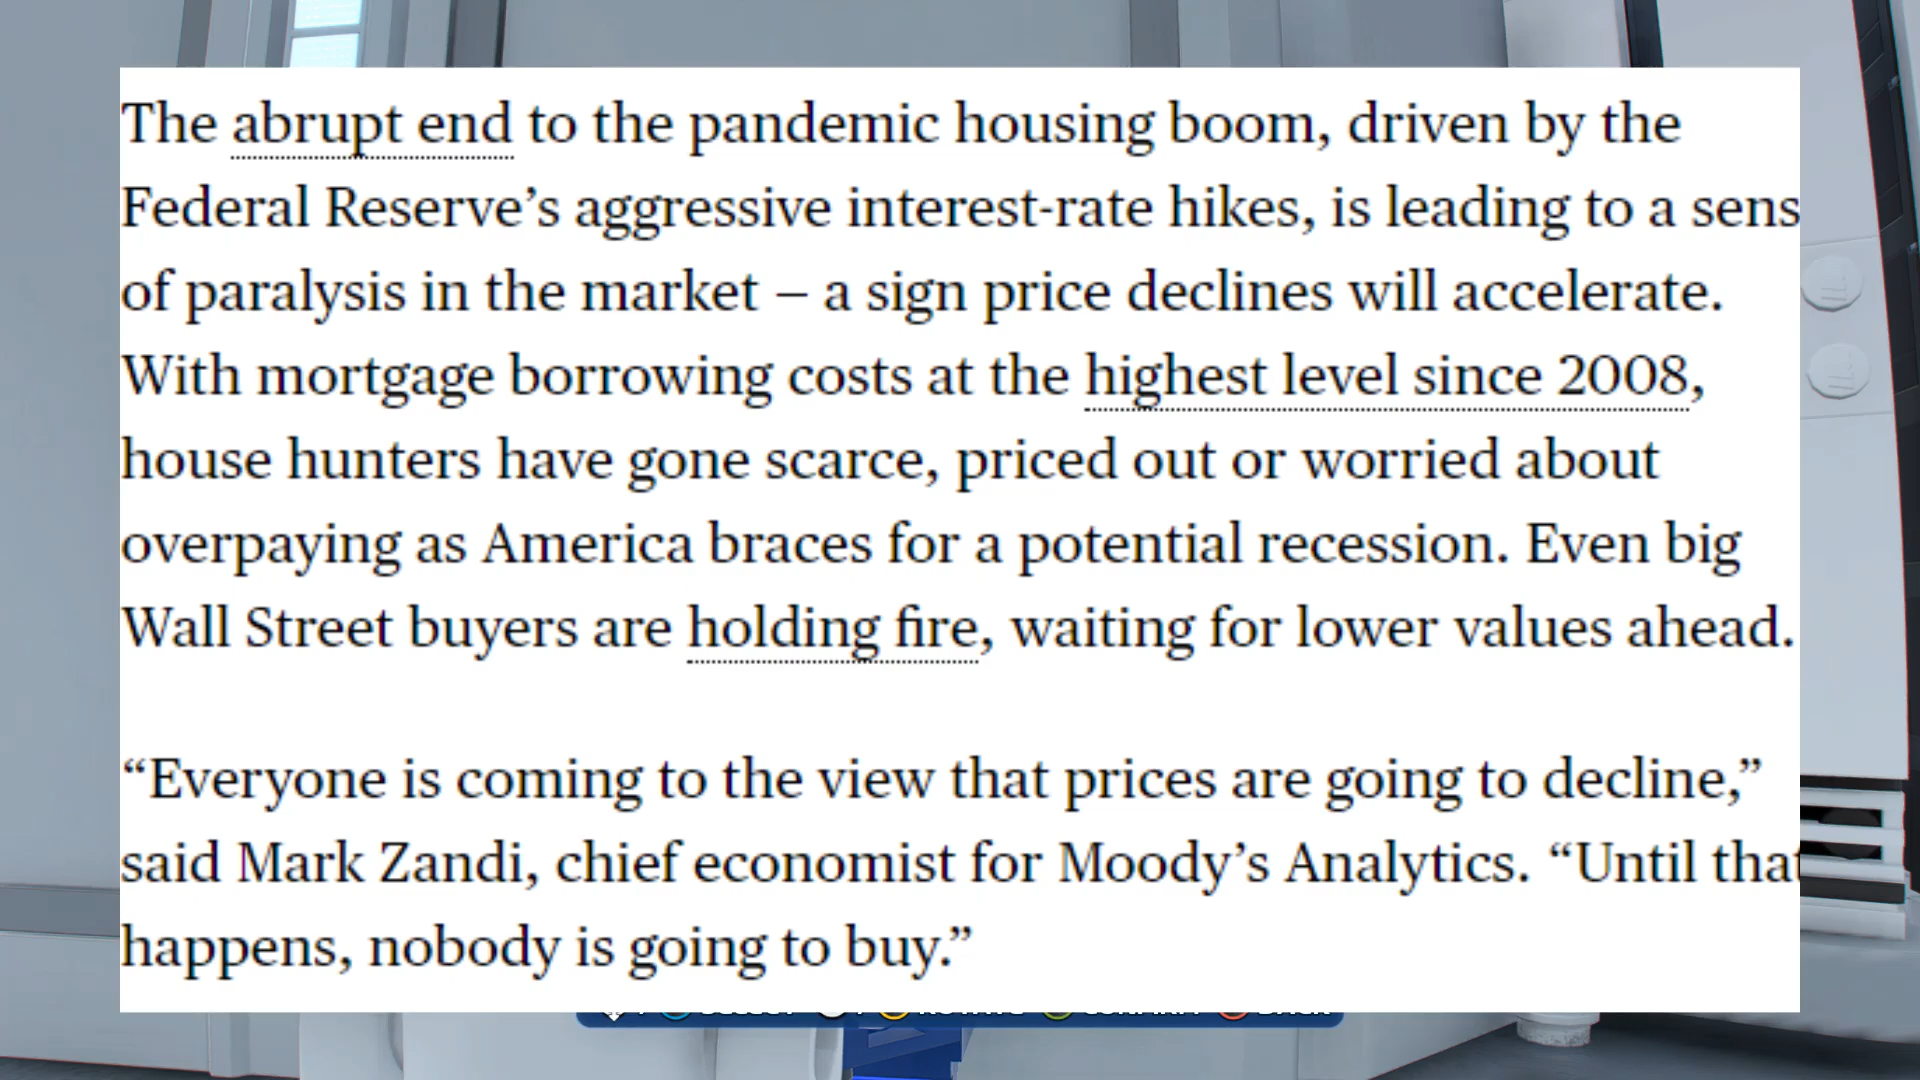 The abrupt end to the pandemic housing boom, driven by the
Federal Reserve’s aggressive interest-rate hikes, is leading to a sens
of paralysis in the market – a sign price declines will accelerate.
With mortgage borrowing costs at the highest level since 2008,
house hunters have gone scarce, priced out or worried about
overpaying as America braces for a potential recession. Even big
Wall Street buyers are holding fire, waiting for lower values ahead.
“Everyone is coming to the view that prices are going to decline,”
said Mark Zandi, chief economist for Moody’s Analytics. “Until that
happens, nobody is going to buy.”